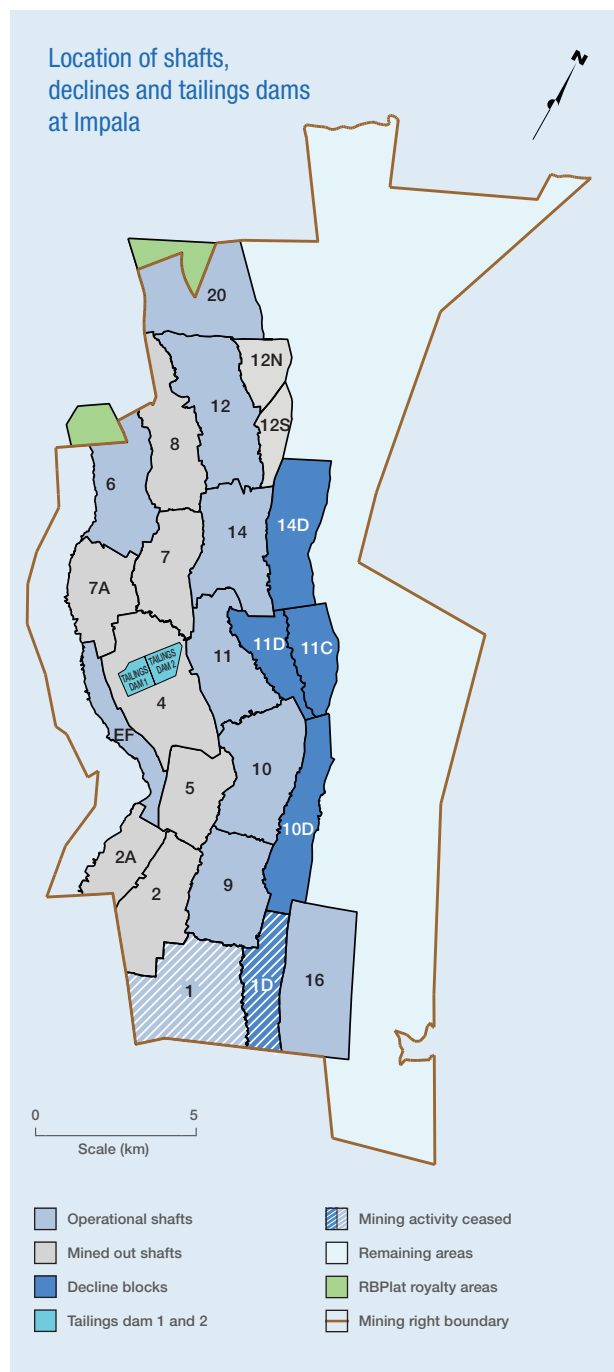 Location of shafts,
declines and tailings dams
at Impala
N
20
12N
12
12S
8
6
14D
14
7
7A
11D
11C
11
TAILINGS
DAM 1
TAILINGS
DAM 2
4
EF
10
5
10D
2A
9
2
1D
16
1
0
5
Scale (km)
Operational shafts
Mined out shafts
Decline blocks
Tailings dam 1 and 2
Mining activity ceased
Remaining areas
RBPlat royalty areas
Mining right boundary